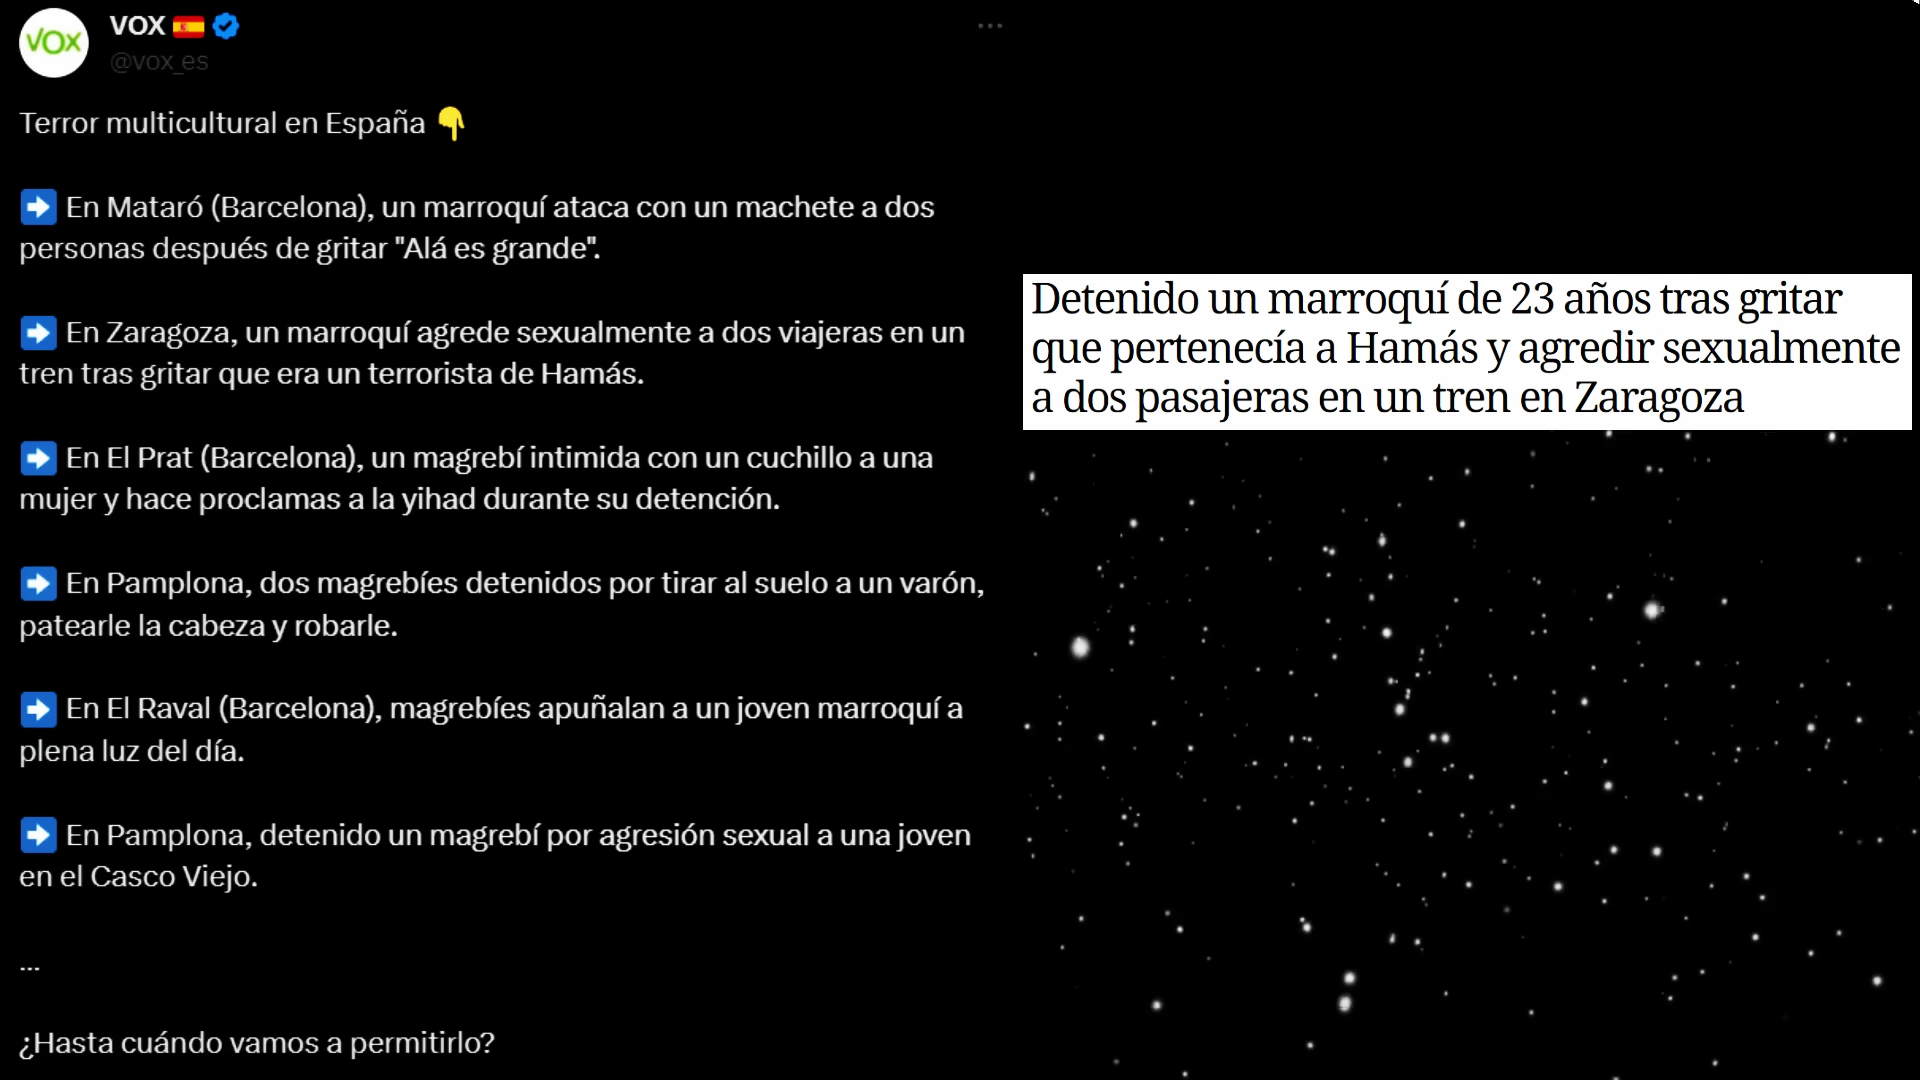 VOX
VOX 🇪🇸
@vox_es
Terror multicultural en España 👇
➡️ En Mataró (Barcelona), un marroquí ataca con un machete a dos
personas después de gritar "Alá es grande".
➡️ En Zaragoza, un marroquí agrede sexualmente a dos viajeras en un
tren tras gritar que era un terrorista de Hamás.
➡️ En El Prat (Barcelona), un magrebí intimida con un cuchillo a una
mujer y hace proclamas a la yihad durante su detención.
➡️ En Pamplona, dos magrebíes detenidos por tirar al suelo a un varón,
patearle la cabeza y robarle.
➡️ En El Raval (Barcelona), magrebíes apuñalan a un joven marroquí a
plena luz del día.
➡️ En Pamplona, detenido un magrebí por agresión sexual a una joven
en el Casco Viejo.
...
¿Hasta cuándo vamos a permitirlo?
Detenido un marroquí de 23 años tras gritar
que pertenecía a Hamás y agredir sexualmente
a dos pasajeras en un tren en Zaragoza